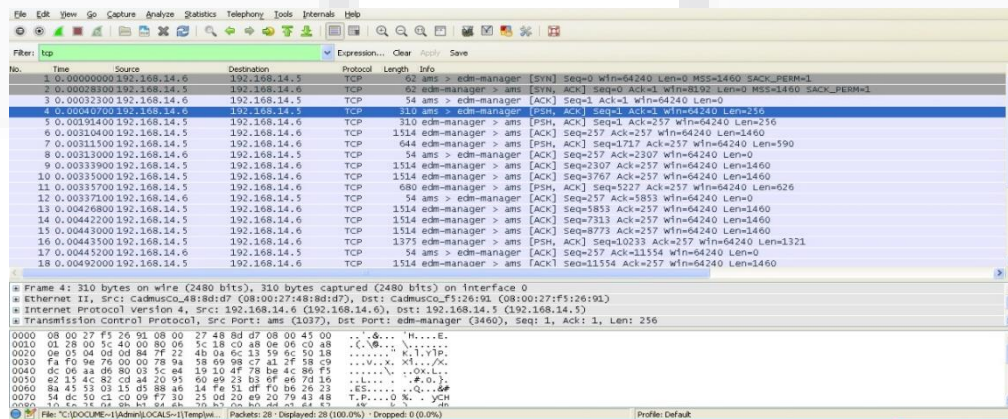 File Edit View Go Capture Analyze Statistics Telephony Tools Internals Help
Filter: tcp Expression... Clear Apply Save
No. Time Source Destination Protocol Length Info
1 0.00000000 192.168.14.6 192.168.14.5 TCP 62 ams > edm-manager [SYN] Seq=0 Win=64240 Len=0 MSS=1460 SACK_PERM=1
2 0.00028300 192.168.14.5 192.168.14.6 TCP 62 edm-manager > ams [SYN, ACK] Seq=0 Ack=1 Win=8192 Len=0 MSS=1460 SACK_PERM=1
3 0.00032300 192.168.14.6 192.168.14.5 TCP 54 ams > edm-manager [ACK] Seq=1 Ack=1 Win=64240 Len=0
4 0.00040700 192.168.14.6 192.168.14.5 TCP 310 ams > edm-manager [PSH, ACK] Seq=1 Ack=1 Win=64240 Len=256
5 0.00191400 192.168.14.5 192.168.14.6 TCP 310 edm-manager > ams [PSH, ACK] Seq=1 Ack=257 Win=64240 Len=256
6 0.00310400 192.168.14.5 192.168.14.6 TCP 1514 edm-manager > ams [ACK] Seq=257 Ack=257 Win=64240 Len=1460
7 0.00311500 192.168.14.5 192.168.14.6 TCP 644 edm-manager > ams [PSH, ACK] Seq=1717 Ack=257 Win=64240 Len=590
8 0.00313000 192.168.14.6 192.168.14.5 TCP 54 ams > edm-manager [ACK] Seq=257 Ack=2307 Win=64240 Len=0
9 0.00333900 192.168.14.5 192.168.14.6 TCP 1514 edm-manager > ams [ACK] Seq=2307 Ack=257 Win=64240 Len=1460
10 0.00335000 192.168.14.5 192.168.14.6 TCP 1514 edm-manager > ams [ACK] Seq=3767 Ack=257 Win=64240 Len=1460
11 0.00335700 192.168.14.5 192.168.14.6 TCP 680 edm-manager > ams [PSH, ACK] Seq=5227 Ack=257 Win=64240 Len=626
12 0.00337100 192.168.14.6 192.168.14.5 TCP 54 ams > edm-manager [ACK] Seq=257 Ack=5853 Win=64240 Len=0
13 0.00426800 192.168.14.5 192.168.14.6 TCP 1514 edm-manager > ams [ACK] Seq=5853 Ack=257 Win=64240 Len=1460
14 0.00442200 192.168.14.5 192.168.14.6 TCP 1514 edm-manager > ams [ACK] Seq=7313 Ack=257 Win=64240 Len=1460
15 0.00443000 192.168.14.5 192.168.14.6 TCP 1514 edm-manager > ams [ACK] Seq=8773 Ack=257 Win=64240 Len=1460
16 0.00443500 192.168.14.5 192.168.14.6 TCP 1375 edm-manager > ams [PSH, ACK] Seq=10233 Ack=257 Win=64240 Len=1321
17 0.00445200 192.168.14.6 192.168.14.5 TCP 54 ams > edm-manager [ACK] Seq=257 Ack=11554 Win=64240 Len=0
18 0.00492000 192.168.14.5 192.168.14.6 TCP 1514 edm-manager > ams [ACK] Seq=11554 Ack=257 Win=64240 Len=1460
Frame 4: 310 bytes on wire (2480 bits), 310 bytes captured (2480 bits) on interface 0
Ethernet II, Src: CadmusCo_48:8d:d7 (08:00:27:48:8d:d7), Dst: CadmusCo_f5:26:91 (08:00:27:f5:26:91)
Internet Protocol Version 4, Src: 192.168.14.6 (192.168.14.6), Dst: 192.168.14.5 (192.168.14.5)
Transmission Control Protocol, Src Port: ams (1037), Dst Port: edm-manager (3460), Seq: 1, Ack: 1, Len: 256
0000 08 00 27 f5 26 91 08 00 27 48 8d d7 08 00 45 00 ..'.&... 'H....E.
0010 01 28 00 5c 40 00 80 06 5c 18 c0 a8 0e 06 c0 a8 .(.\@... \.......
0020 0e 05 04 0d 0d 84 7f 22 4b 0a 6c 13 59 6c 50 18 ......." K.l.YlP.
0030 fa f0 9e 76 00 00 78 9a 58 69 98 c7 a1 2f 58 c9 ...v..x. Xi.../X.
0040 dc 06 aa d6 80 03 5c e4 19 10 4f 78 be 4c 86 f5 ......\. ..Ox.L..
0050 e2 15 4c 82 cd a4 20 95 60 e9 23 b3 6f e6 7d 16 ..L... . `.#.o.}.
0060 8a 45 53 03 15 d5 88 a6 14 fe 51 df f0 b6 26 23 .ES..... ..Q...&#
0070 54 dc 50 c1 c0 09 f7 30 25 0d 20 e9 20 79 43 48 T.P....0 %. . yCH
File: "C:\DOCUME~1\Admin\LOCALS~1\Temp\wi... Packets: 28 · Displayed: 28 (100.0%) · Dropped: 0 (0.0%) Profile: Default